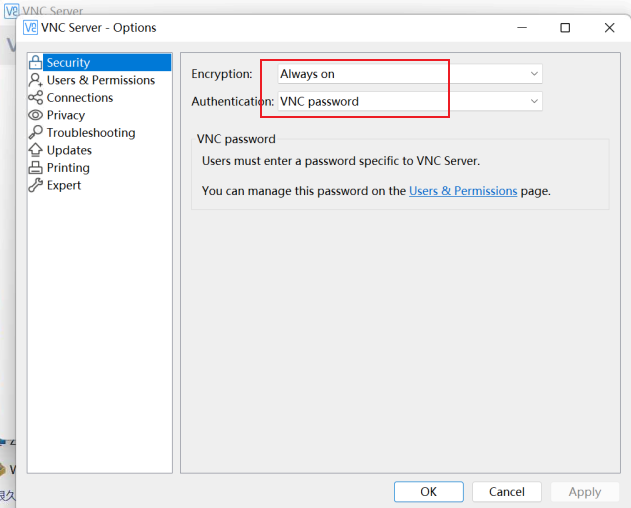 VNC Server
VNC Server - Options
Security
Users & Permissions
Connections
Privacy
Troubleshooting
Updates
Printing
Expert
Encryption: Always on
Authentication: VNC password
VNC password
Users must enter a password specific to VNC Server.
You can manage this password on the Users & Permissions page.
OK Cancel Apply